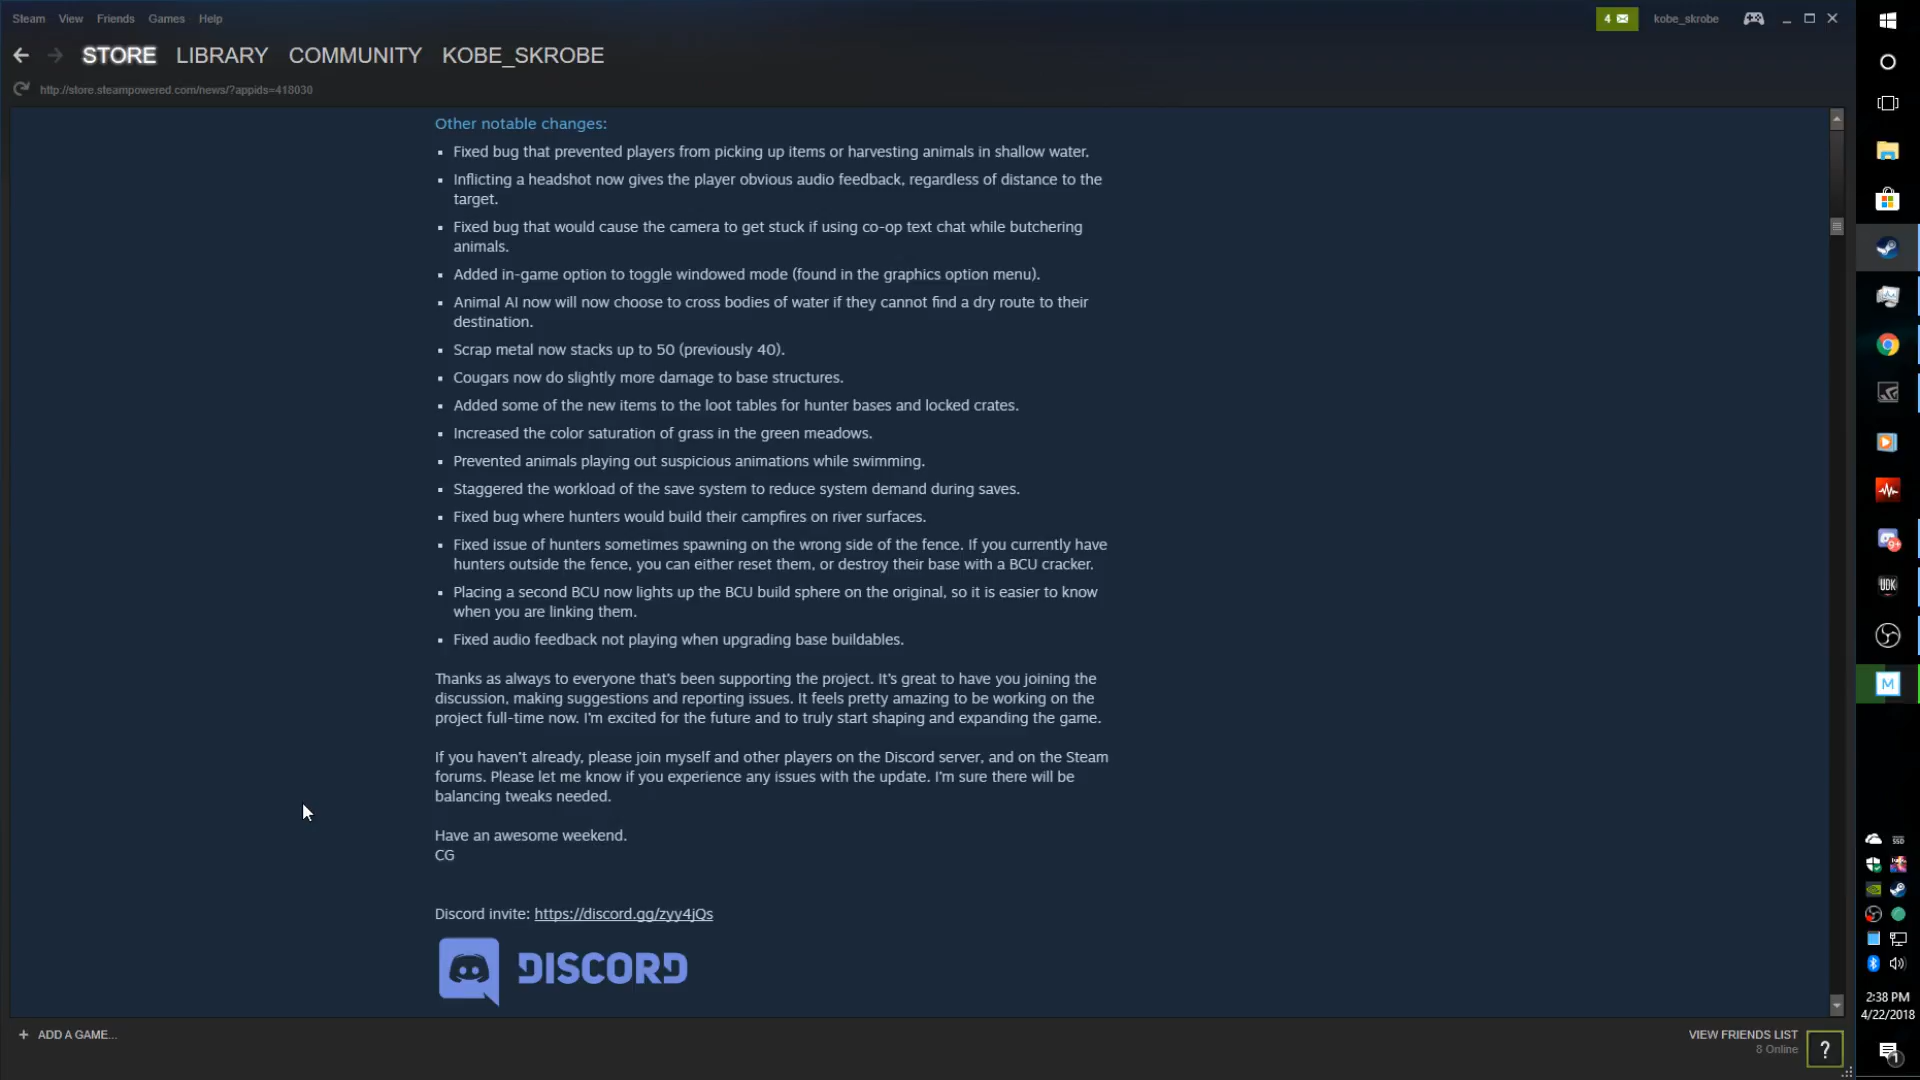 Steam View Friends Games Help
4
kobe_skrobe
STORE LIBRARY COMMUNITY KOBE_SKROBE
http://store.steampowered.com/news/?appids=418030
Other notable changes:
▪ Fixed bug that prevented players from picking up items or harvesting animals in shallow water.
▪ Inflicting a headshot now gives the player obvious audio feedback, regardless of distance to the
target.
▪ Fixed bug that would cause the camera to get stuck if using co-op text chat while butchering
animals.
▪ Added in-game option to toggle windowed mode (found in the graphics option menu).
▪ Animal AI now will now choose to cross bodies of water if they cannot find a dry route to their
destination.
▪ Scrap metal now stacks up to 50 (previously 40).
▪ Cougars now do slightly more damage to base structures.
▪ Added some of the new items to the loot tables for hunter bases and locked crates.
▪ Increased the color saturation of grass in the green meadows.
▪ Prevented animals playing out suspicious animations while swimming.
▪ Staggered the workload of the save system to reduce system demand during saves.
▪ Fixed bug where hunters would build their campfires on river surfaces.
▪ Fixed issue of hunters sometimes spawning on the wrong side of the fence. If you currently have
hunters outside the fence, you can either reset them, or destroy their base with a BCU cracker.
▪ Placing a second BCU now lights up the BCU build sphere on the original, so it is easier to know
when you are linking them.
▪ Fixed audio feedback not playing when upgrading base buildables.
Thanks as always to everyone that's been supporting the project. It's great to have you joining the
discussion, making suggestions and reporting issues. It feels pretty amazing to be working on the
project full-time now. I'm excited for the future and to truly start shaping and expanding the game.
If you haven't already, please join myself and other players on the Discord server, and on the Steam
forums. Please let me know if you experience any issues with the update. I'm sure there will be
balancing tweaks needed.
Have an awesome weekend.
CG
Discord invite: https://discord.gg/zyy4jQs
DISCORD
+ ADD A GAME...
VIEW FRIENDS LIST
8 Online
?
9+
UDK
M
SSD
2:38 PM
4/22/2018
1